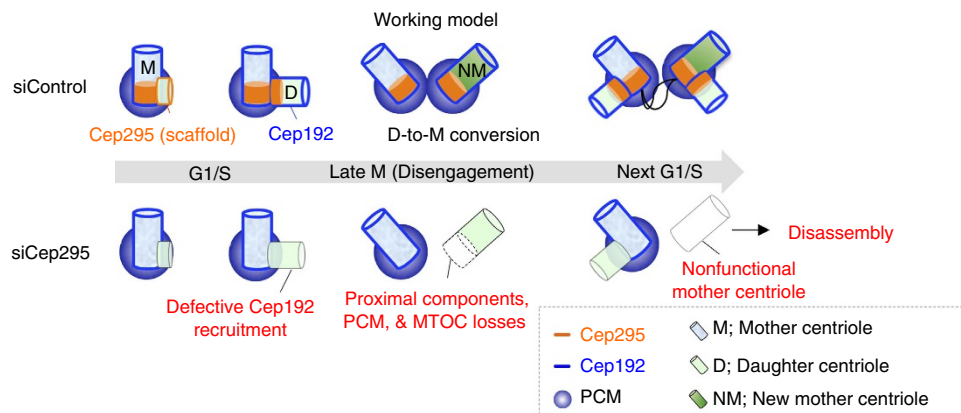 Working model
siControl
M
D
NM
Cep295 (scaffold)
Cep192
D-to-M conversion
G1/S
Late M (Disengagement)
Next G1/S
siCep295
Defective Cep192
recruitment
Proximal components,
PCM, & MTOC losses
Nonfunctional
mother centriole
Disassembly
Cep295
Cep192
PCM
M; Mother centriole
D; Daughter centriole
NM; New mother centriole